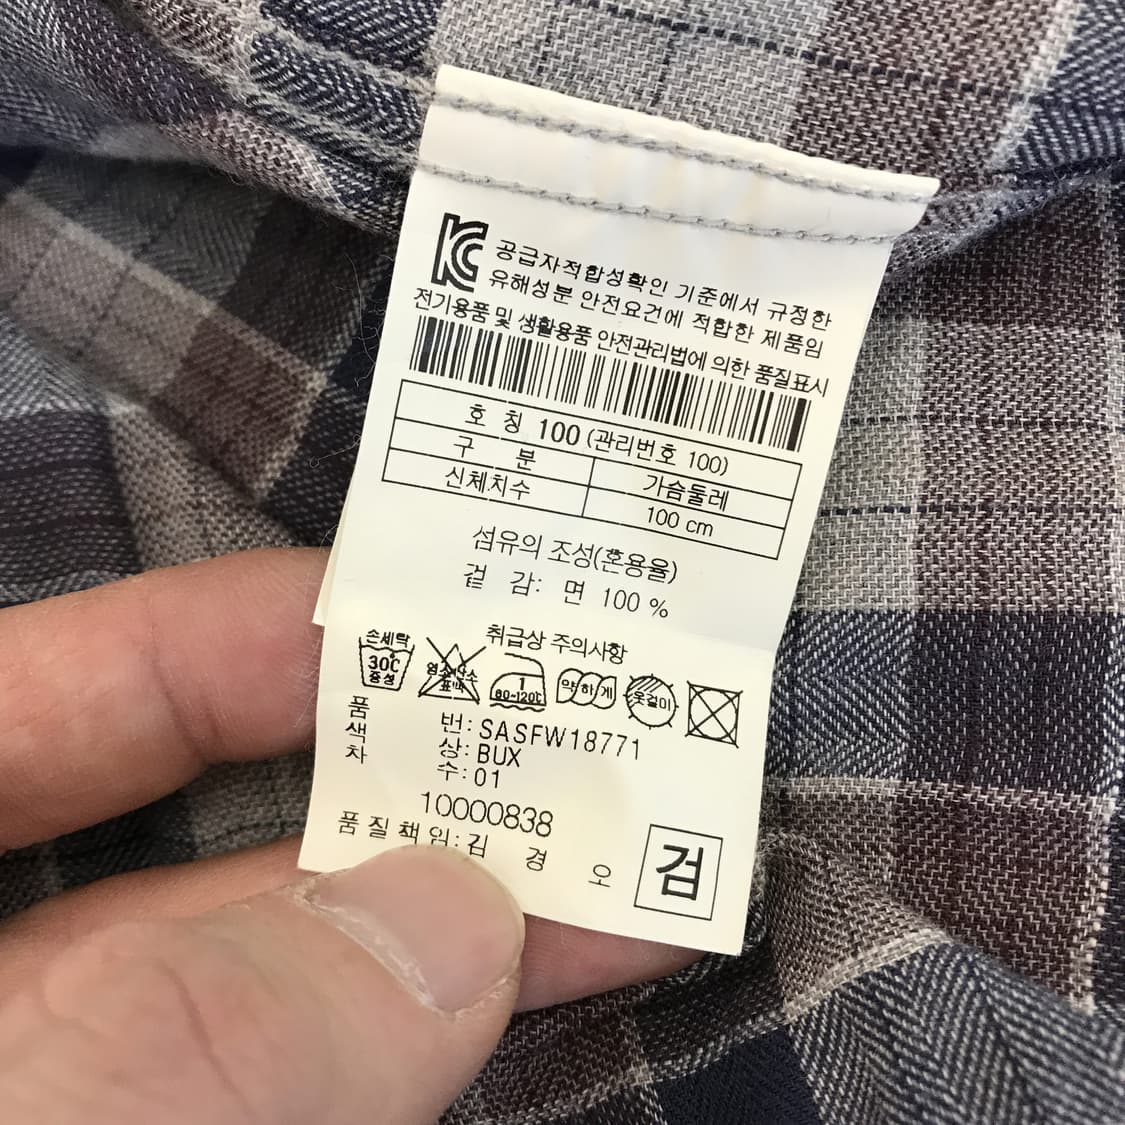 KC 공급자적합성확인 기준에서 규정한
유해성분 안전요건에 적합한 제품임
전기용품 및 생활용품 안전관리법에 의한 품질표시
호 칭 100 (관리번호 100)
구 분 가슴둘레
신체치수 100 cm
섬유의 조성(혼용율)
겉 감: 면 100 %
취급상 주의사항
손세탁
30℃
중성
염소산소
표백
1
80~120℃
약하게
옷걸이
품 번: SASFW18771
색 상: BUX
차 수: 01
10000838
품질책임: 김 경 오
검